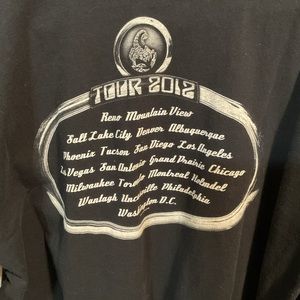 TOUR 2012
Reno Mountain View
Salt Lake City Denver Albuquerque
Phoenix Tucson San Diego Los Angeles
Las Vegas San Antonio Grand Prairie Chicago
Milwaukee Toronto Montreal Holmdel
Wantagh Uncasville Philadelphia
Washington D.C.